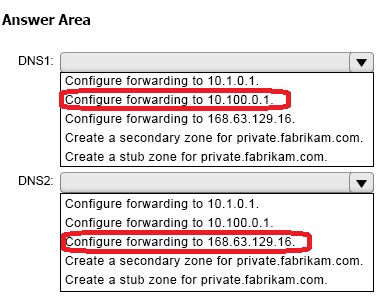 Answer Area
DNS1:
Configure forwarding to 10.1.0.1.
Configure forwarding to 10.100.0.1.
Configure forwarding to 168.63.129.16.
Create a secondary zone for private.fabrikam.com.
Create a stub zone for private.fabrikam.com.
DNS2:
Configure forwarding to 10.1.0.1.
Configure forwarding to 10.100.0.1.
Configure forwarding to 168.63.129.16.
Create a secondary zone for private.fabrikam.com.
Create a stub zone for private.fabrikam.com.